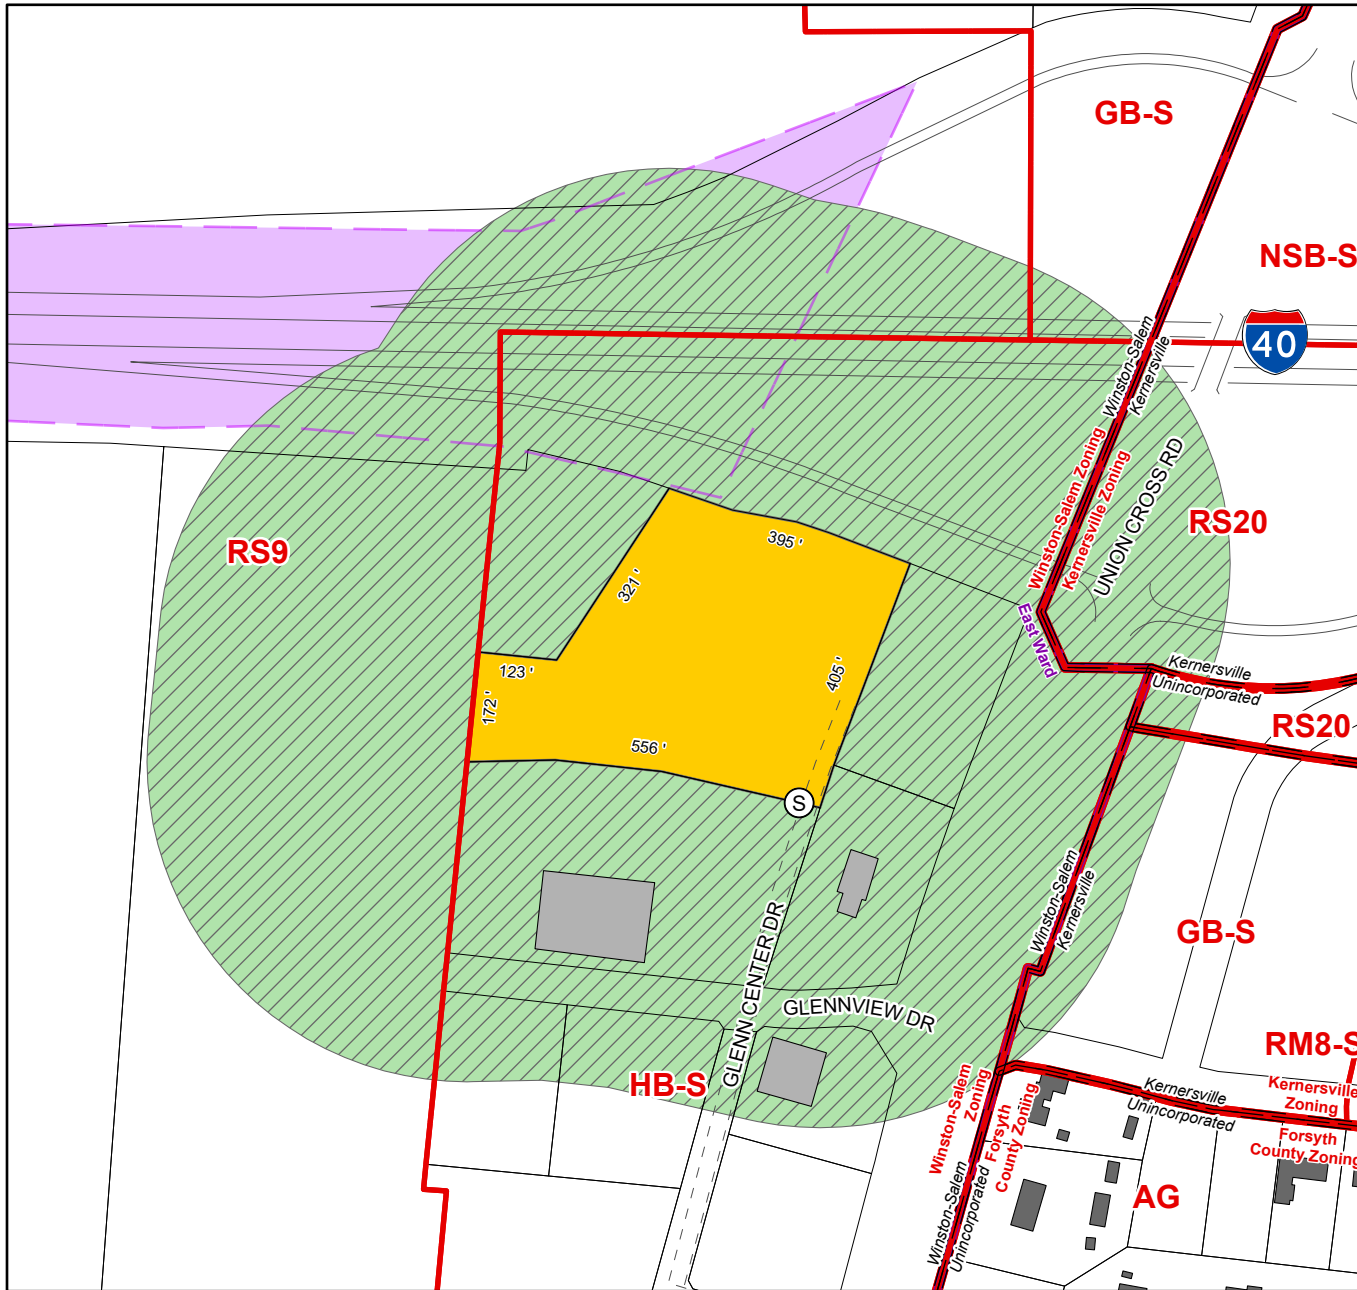 GB-S
NSB-S
40
Winston-Salem
Kernersville
Winston-Salem Zoning
Kernersville Zoning
UNION CROSS RD
RS20
RS9
395 '
321 '
123 '
172 '
405 '
556 '
East Ward
Kernersville
Unincorporated
RS20
S
Winston-Salem
Kernersville
GB-S
GLENN CENTER DR
GLENNVIEW DR
HB-S
RM8-S
Kernersville
Zoning
Kernersville
Unincorporated
Forsyth
County Zoning
Winston-Salem
Zoning
Forsyth
County Zoning
AG
Winston-Salem
Unincorporated